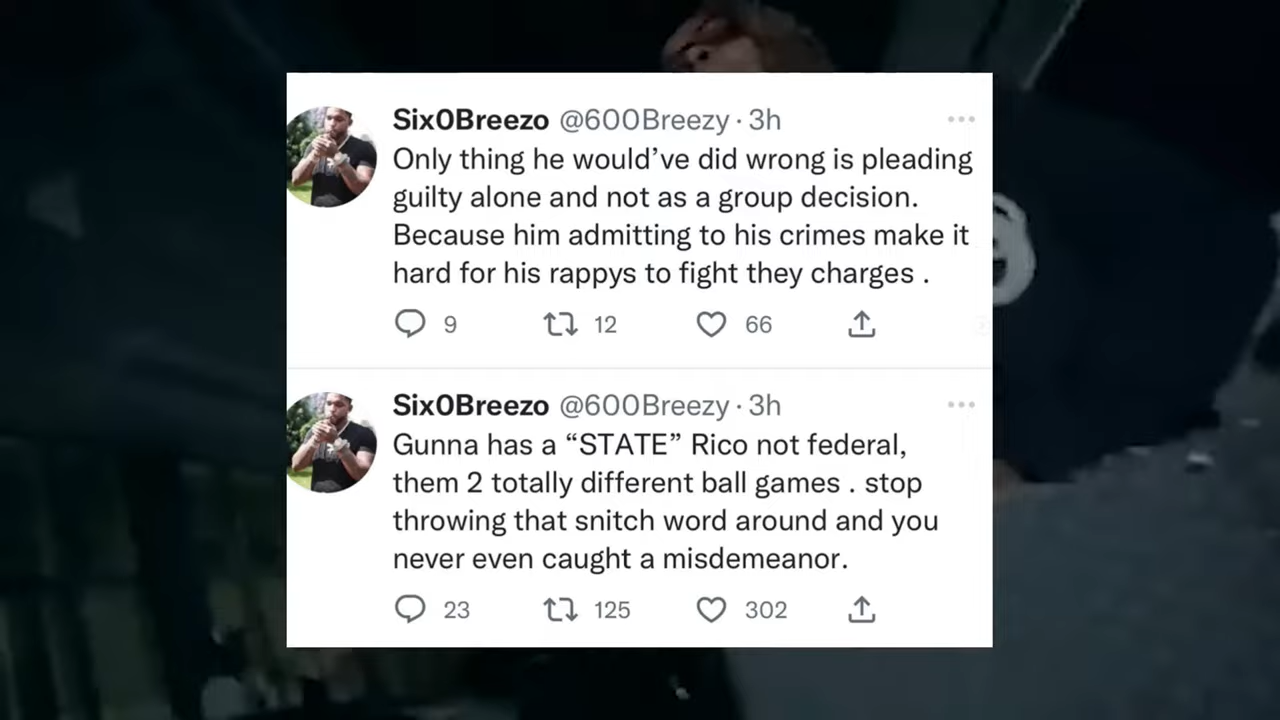 Six0Breezo @600Breezy · 3h
Only thing he would’ve did wrong is pleading
guilty alone and not as a group decision.
Because him admitting to his crimes make it
hard for his rappys to fight they charges .
9 12 66
Six0Breezo @600Breezy · 3h
Gunna has a “STATE” Rico not federal,
them 2 totally different ball games . stop
throwing that snitch word around and you
never even caught a misdemeanor.
23 125 302